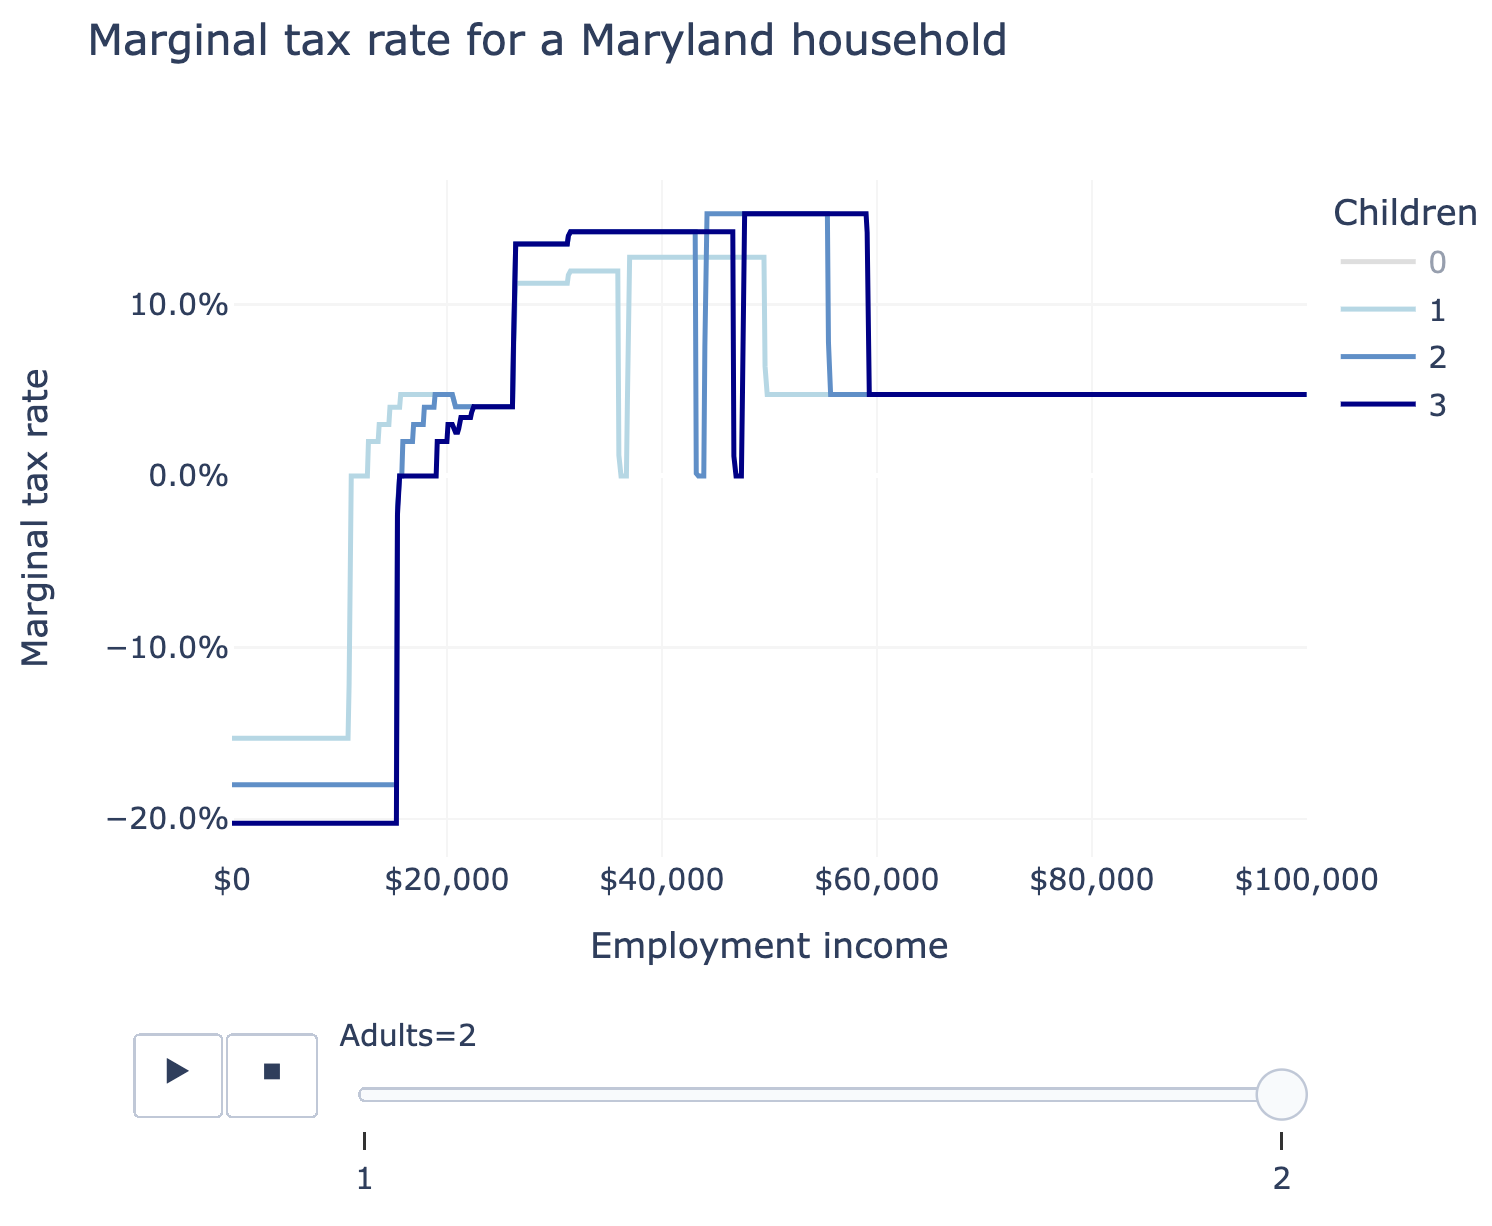 Marginal tax rate for a Maryland household
Children
0
1
2
3
Marginal tax rate
10.0%
0.0%
−10.0%
−20.0%
$0 $20,000 $40,000 $60,000 $80,000 $100,000
Employment income
Adults=2
1 2